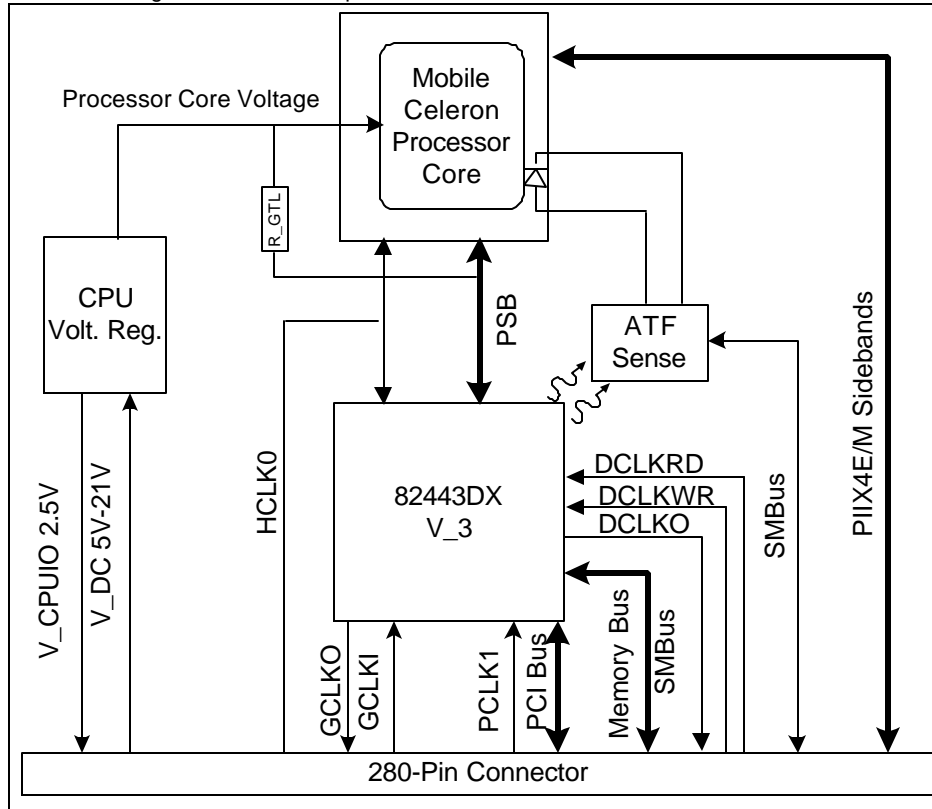 Mobile
Celeron
Processor
Core
Processor Core Voltage
R_GTL
CPU
Volt. Reg.
PSB
ATF
Sense
PIIX4E/M Sidebands
HCLK0
82443DX
V_3
DCLKRD
DCLKWR
DCLKO
SMBus
V_CPUIO 2.5V
V_DC 5V-21V
GCLKO
GCLKI
PCLK1
PCI Bus
Memory Bus
SMBus
280-Pin Connector